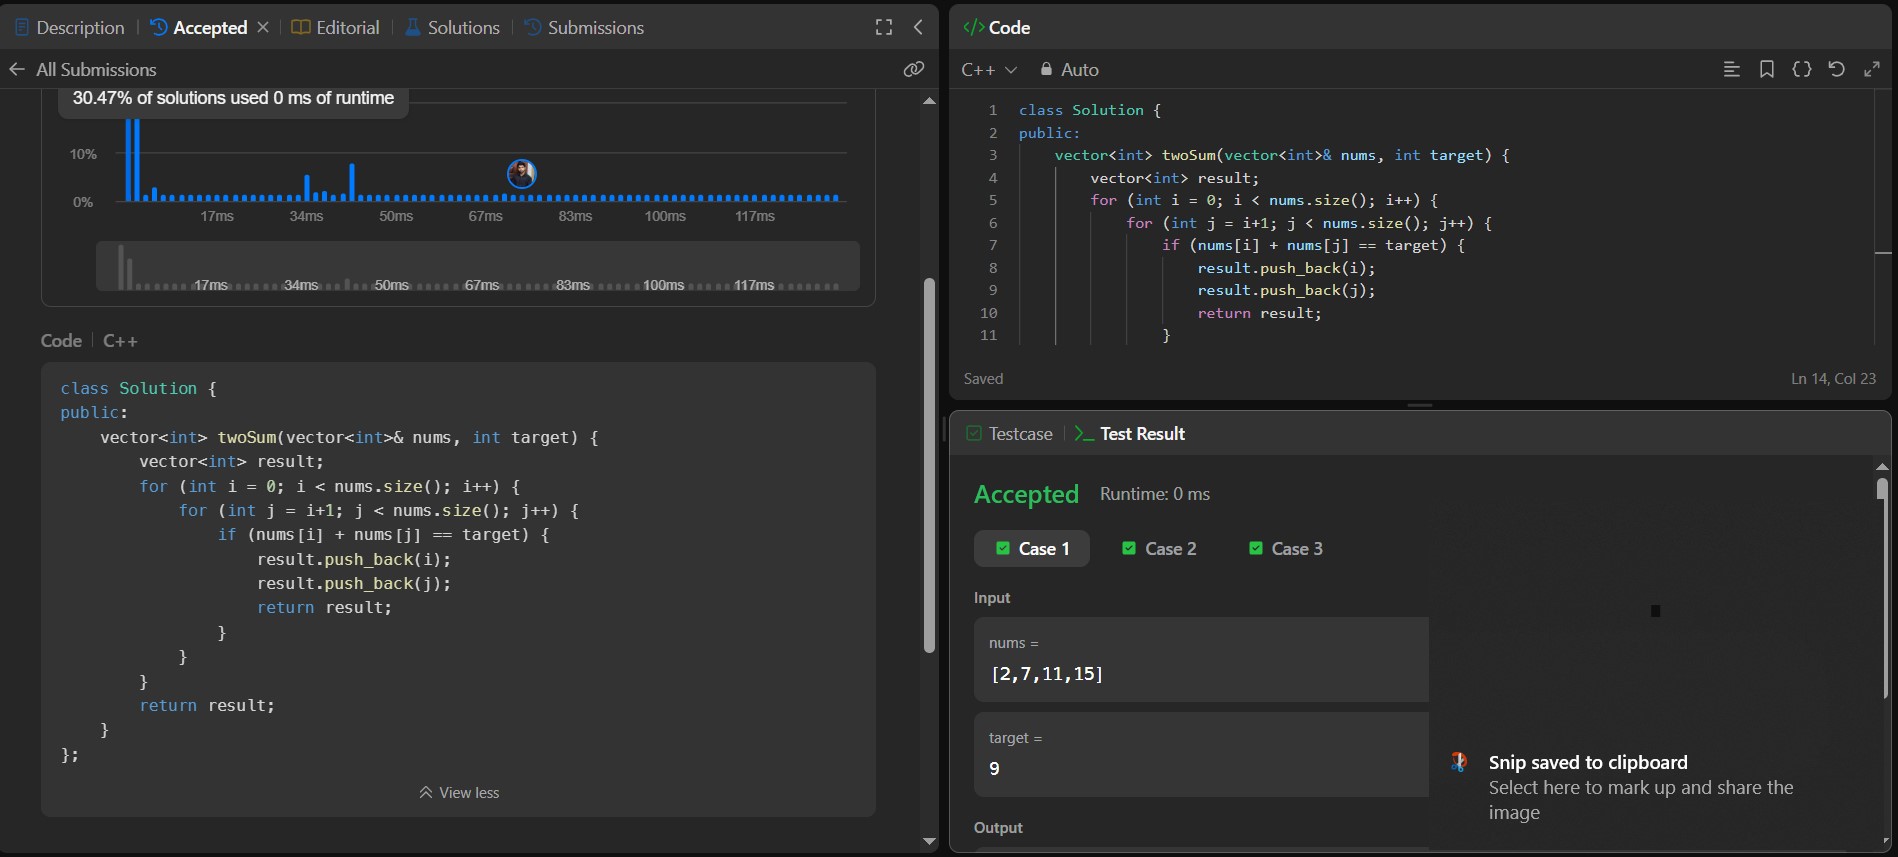 Description
Accepted
Editorial
Solutions
Submissions
All Submissions
30.47% of solutions used 0 ms of runtime
10%
0%
17ms 34ms 50ms 67ms 83ms 100ms 117ms
17ms 34ms 50ms 67ms 83ms 100ms 117ms
Code | C++
class Solution {
public:
    vector<int> twoSum(vector<int>& nums, int target) {
        vector<int> result;
        for (int i = 0; i < nums.size(); i++) {
            for (int j = i+1; j < nums.size(); j++) {
                if (nums[i] + nums[j] == target) {
                    result.push_back(i);
                    result.push_back(j);
                    return result;
                }
            }
        }
        return result;
    }
};
View less
</> Code
C++ Auto
1 class Solution {
2 public:
3     vector<int> twoSum(vector<int>& nums, int target) {
4         vector<int> result;
5         for (int i = 0; i < nums.size(); i++) {
6             for (int j = i+1; j < nums.size(); j++) {
7                 if (nums[i] + nums[j] == target) {
8                     result.push_back(i);
9                     result.push_back(j);
10                     return result;
11                 }
Saved
Ln 14, Col 23
Testcase
Test Result
Accepted Runtime: 0 ms
Case 1 Case 2 Case 3
Input
nums =
[2,7,11,15]
target =
9
Output
Snip saved to clipboard
Select here to mark up and share the
image